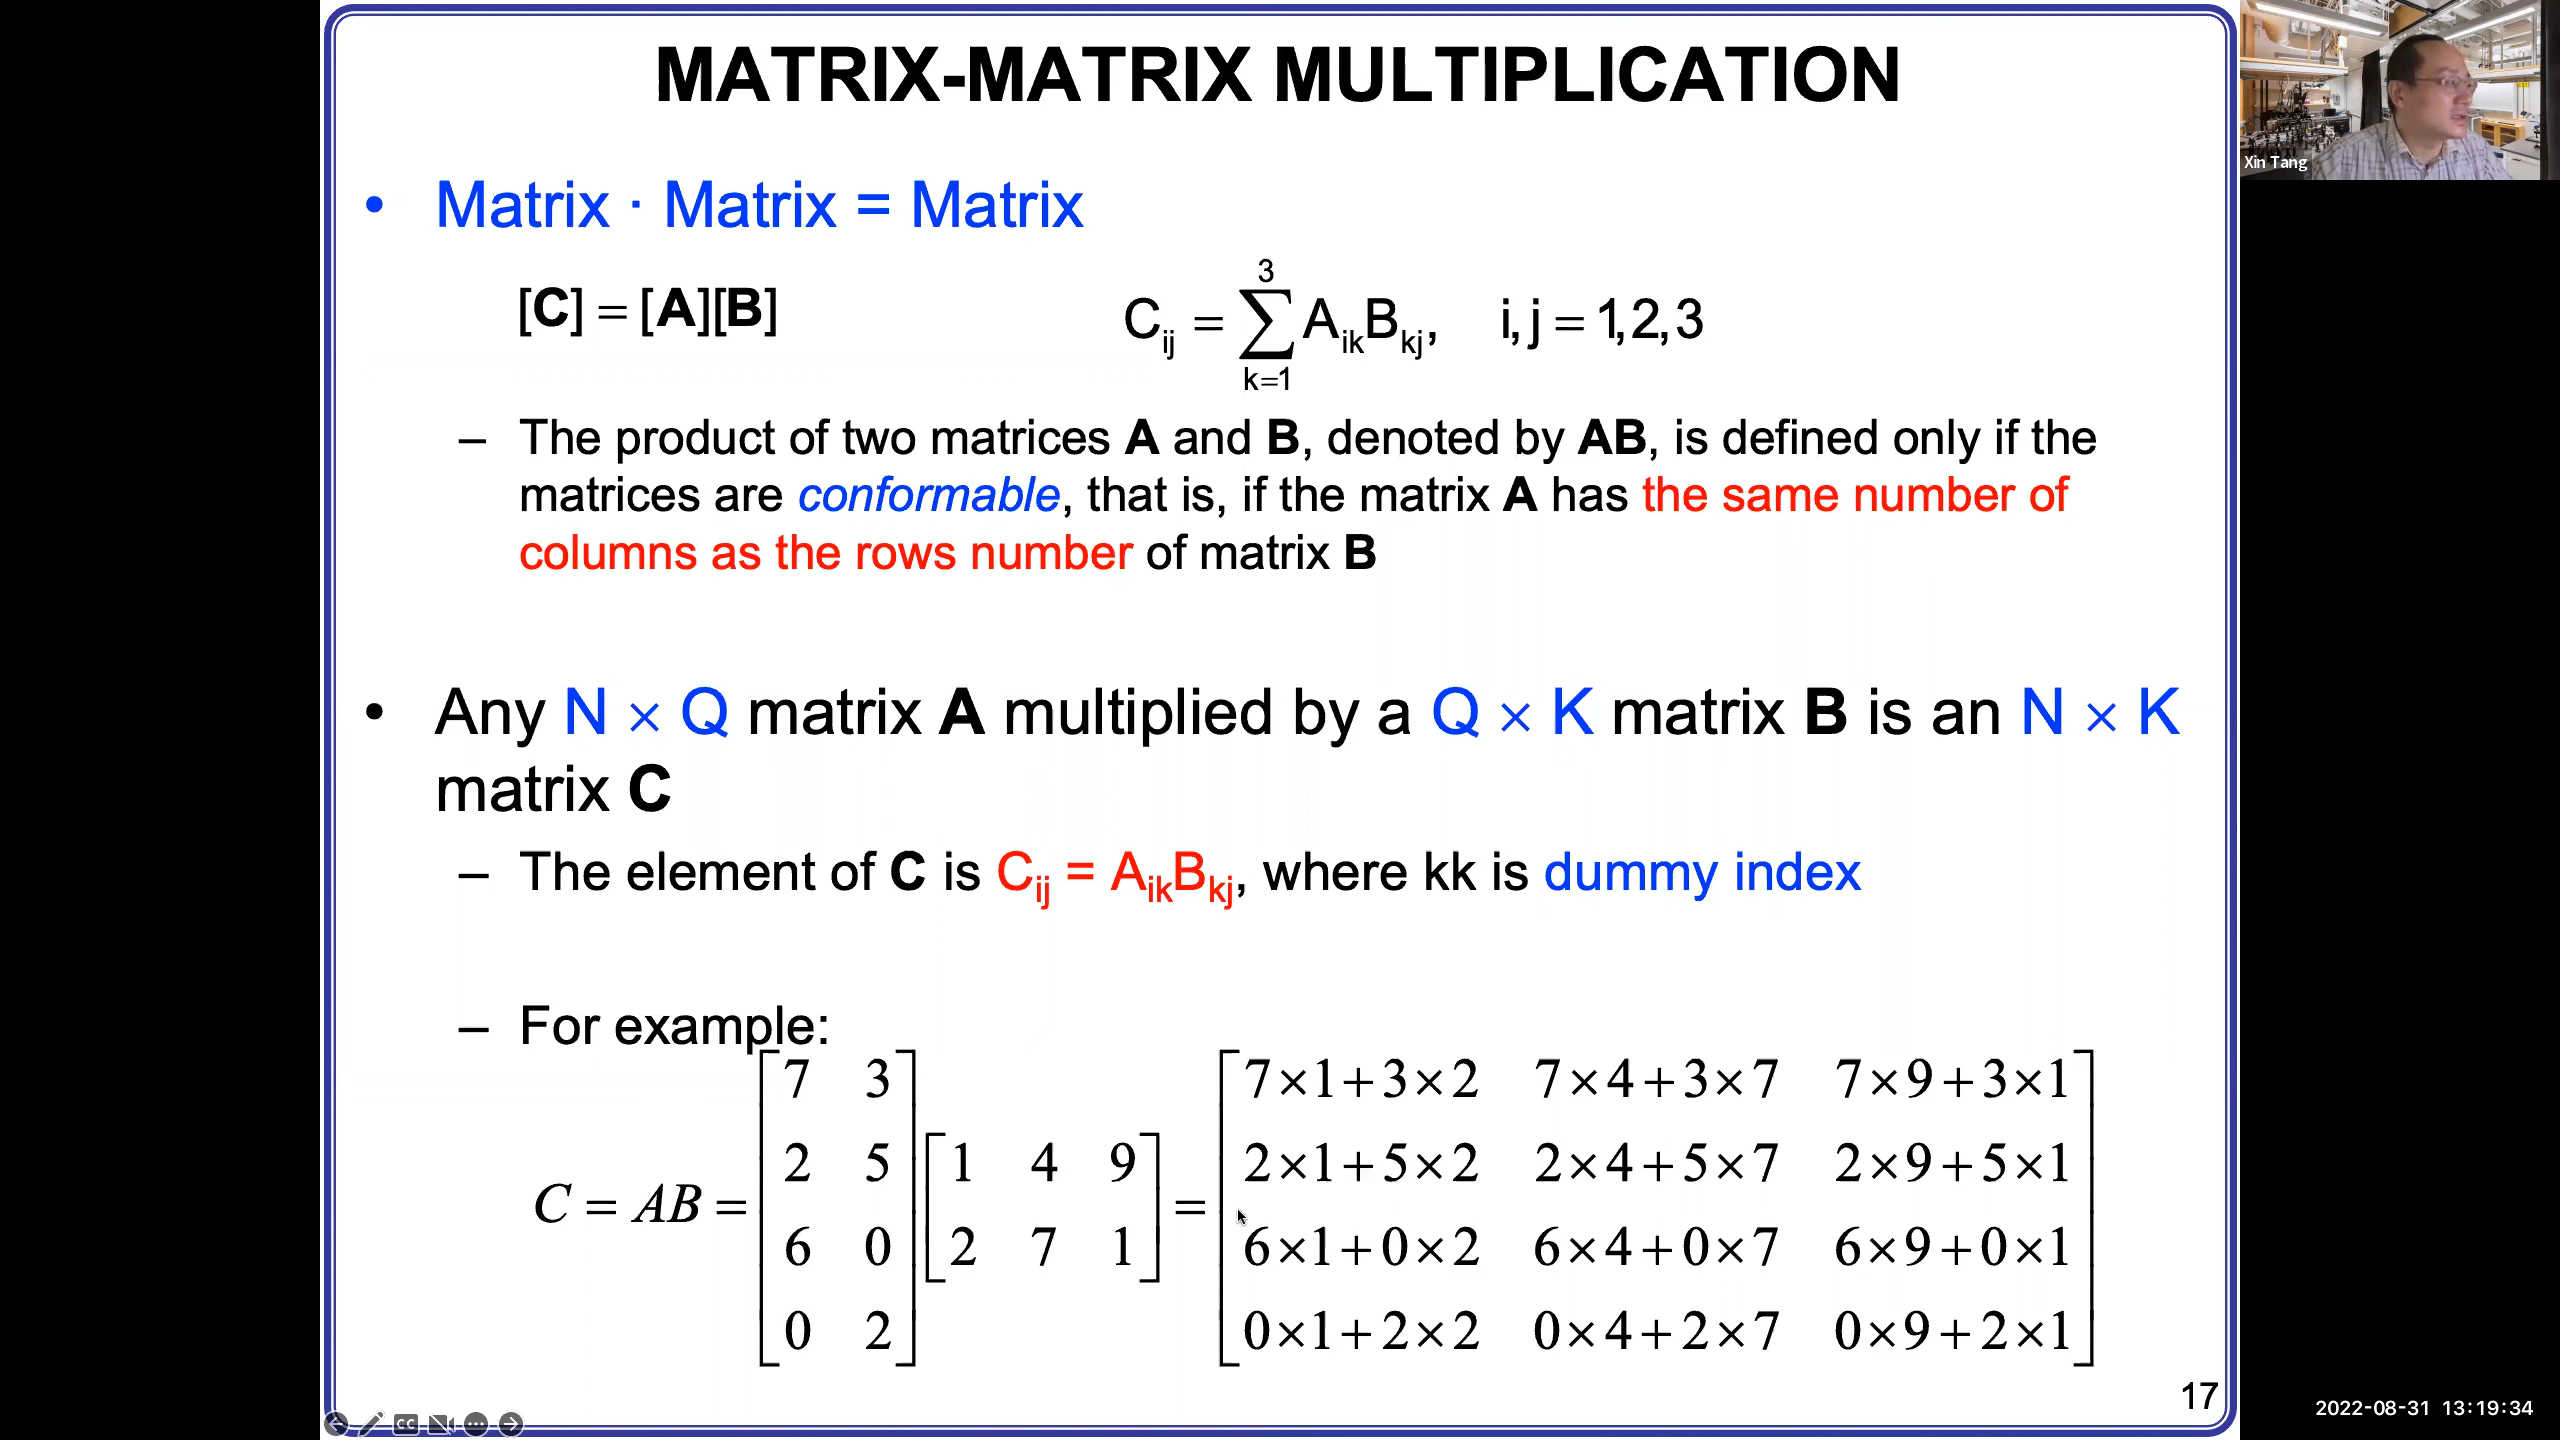 MATRIX-MATRIX MULTIPLICATION
Xin Tang
• Matrix · Matrix = Matrix
[C] = [A][B]
C_ij = ∑_{k=1}^{3} A_ik B_kj, i, j = 1,2,3
– The product of two matrices A and B, denoted by AB, is defined only if the
matrices are conformable, that is, if the matrix A has the same number of
columns as the rows number of matrix B
• Any N × Q matrix A multiplied by a Q × K matrix B is an N × K
matrix C
– The element of C is C_ij = A_ik B_kj, where kk is dummy index
– For example:
C = AB = [7 3; 2 5; 6 0; 0 2] [1 4 9; 2 7 1] = [7×1+3×2 7×4+3×7 7×9+3×1; 2×1+5×2 2×4+5×7 2×9+5×1; 6×1+0×2 6×4+0×7 6×9+0×1; 0×1+2×2 0×4+2×7 0×9+2×1]
17
CC
2022-08-31 13:19:34